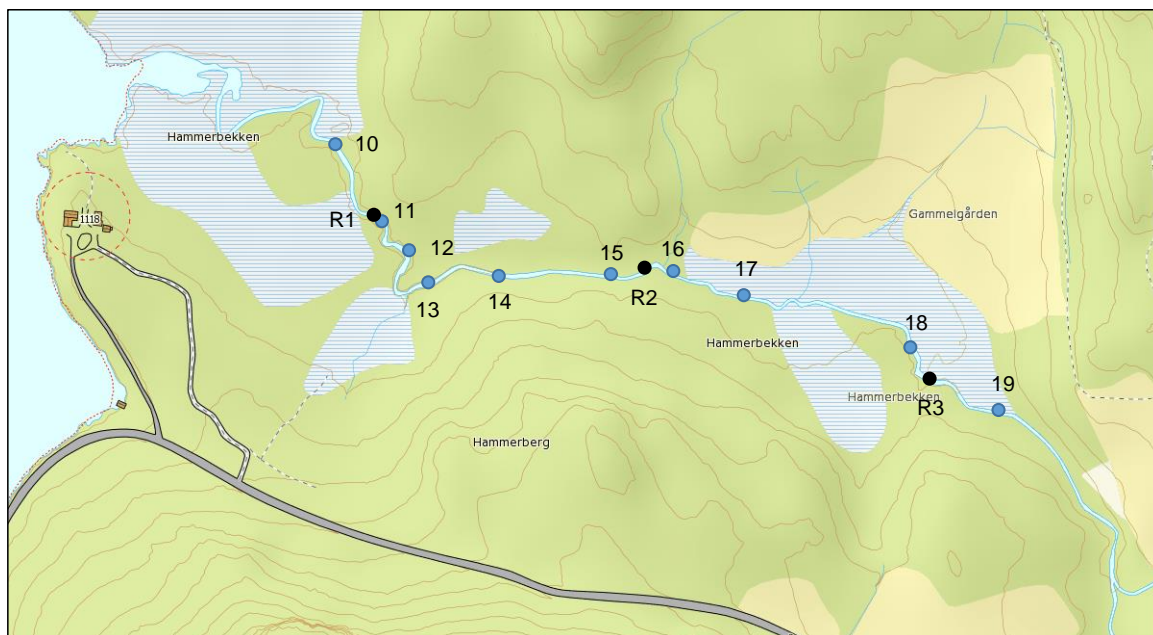 Hammerbekken
10
1118
R1
11
12
Gammelgården
13
14
15
R2
16
17
Hammerbekken
18
R3
Hammerbekken
19
Hammerberg